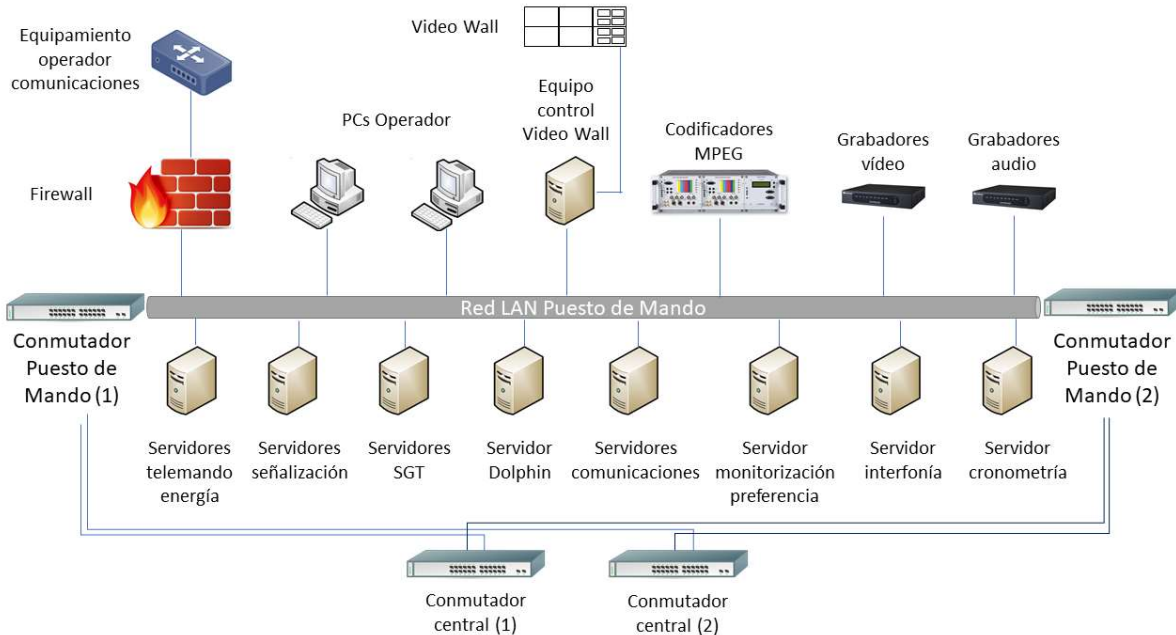 Video Wall
Equipamiento
operador
comunicaciones
Equipo
control
Video Wall
PCs Operador
Codificadores
MPEG
Grabadores
vídeo
Grabadores
audio
Firewall
Red LAN Puesto de Mando
Conmutador
Puesto de
Mando (1)
Conmutador
Puesto de
Mando (2)
Servidores
telemando
energía
Servidores
señalización
Servidores
SGT
Servidor
Dolphin
Servidores
comunicaciones
Servidor
monitorización
preferencia
Servidor
interfonía
Servidor
cronometría
Conmutador
central (1)
Conmutador
central (2)